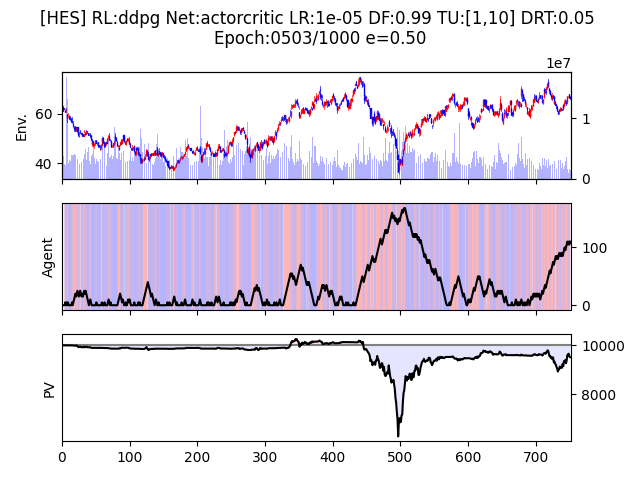 [HES] RL:ddpg Net:actorcritic LR:1e-05 DF:0.99 TU:[1,10] DRT:0.05
Epoch:0503/1000 e=0.50
1e7
Env.
60
40
1
0
Agent
100
0
PV
10000
8000
0 100 200 300 400 500 600 700